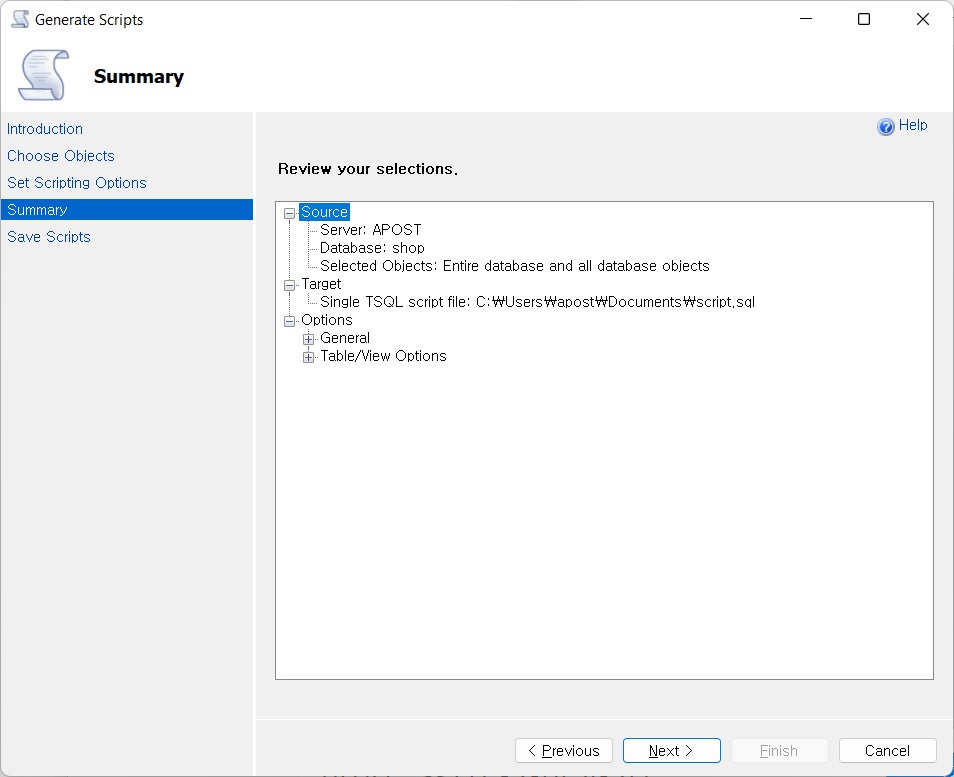 Generate Scripts
Summary
Introduction
Choose Objects
Set Scripting Options
Summary
Save Scripts
Help
Review your selections.
Source
Server: APOST
Database: shop
Selected Objects: Entire database and all database objects
Target
Single TSQL script file: C:₩Users₩apost₩Documents₩script.sql
Options
General
Table/View Options
< Previous
Next >
Finish
Cancel